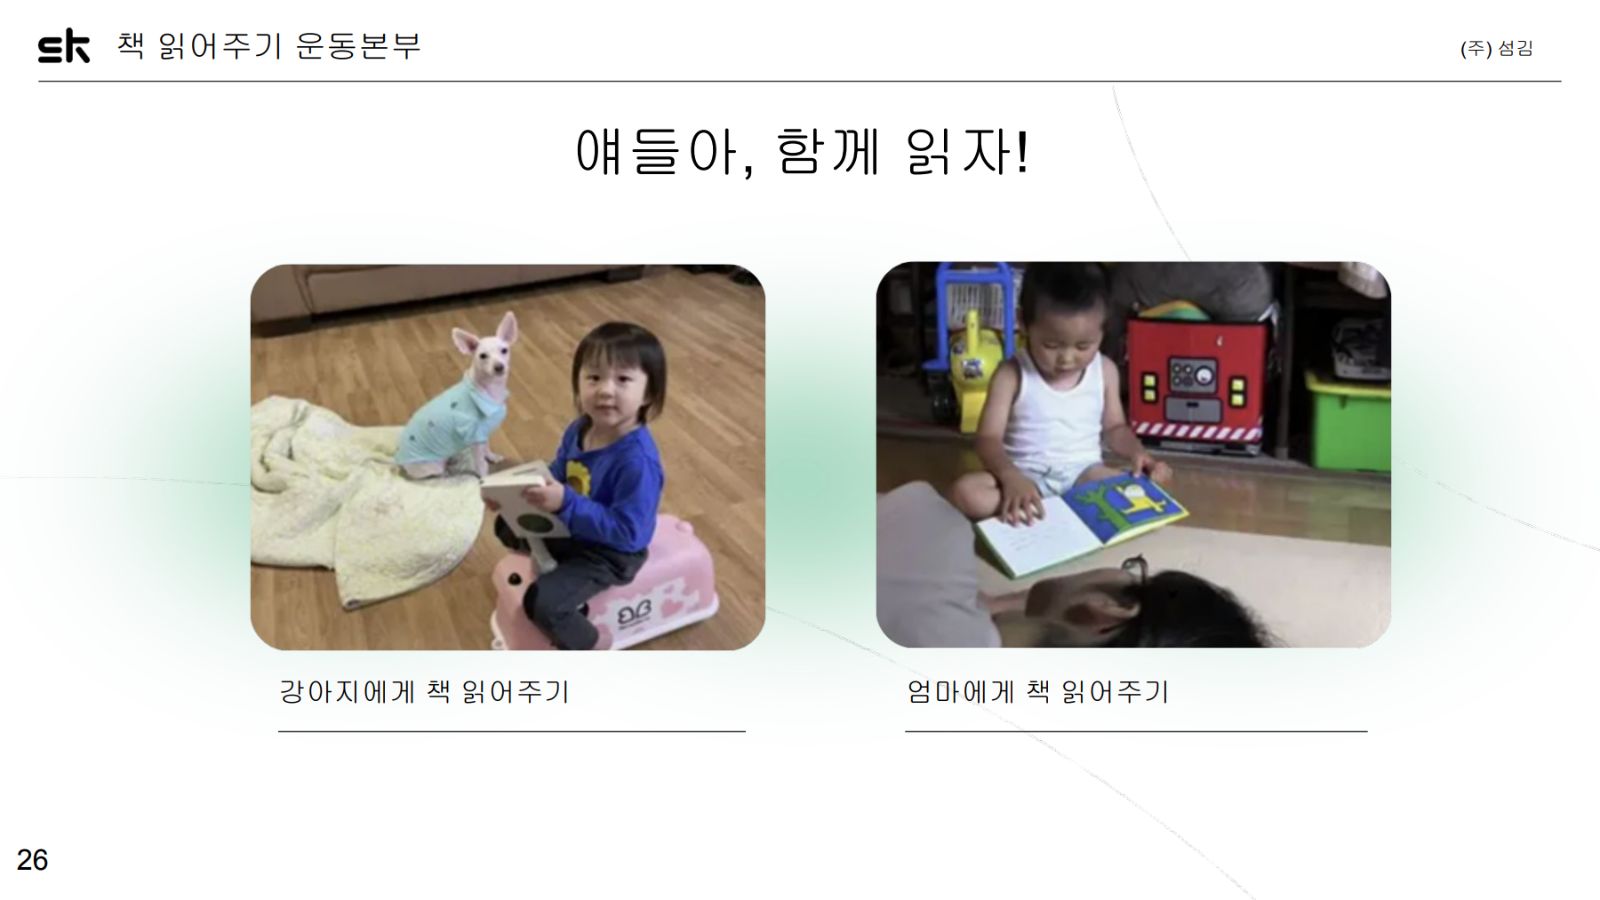 sk 책 읽어주기 운동본부
(주) 섬김
얘들아, 함께 읽자!
강아지에게 책 읽어주기
엄마에게 책 읽어주기
26